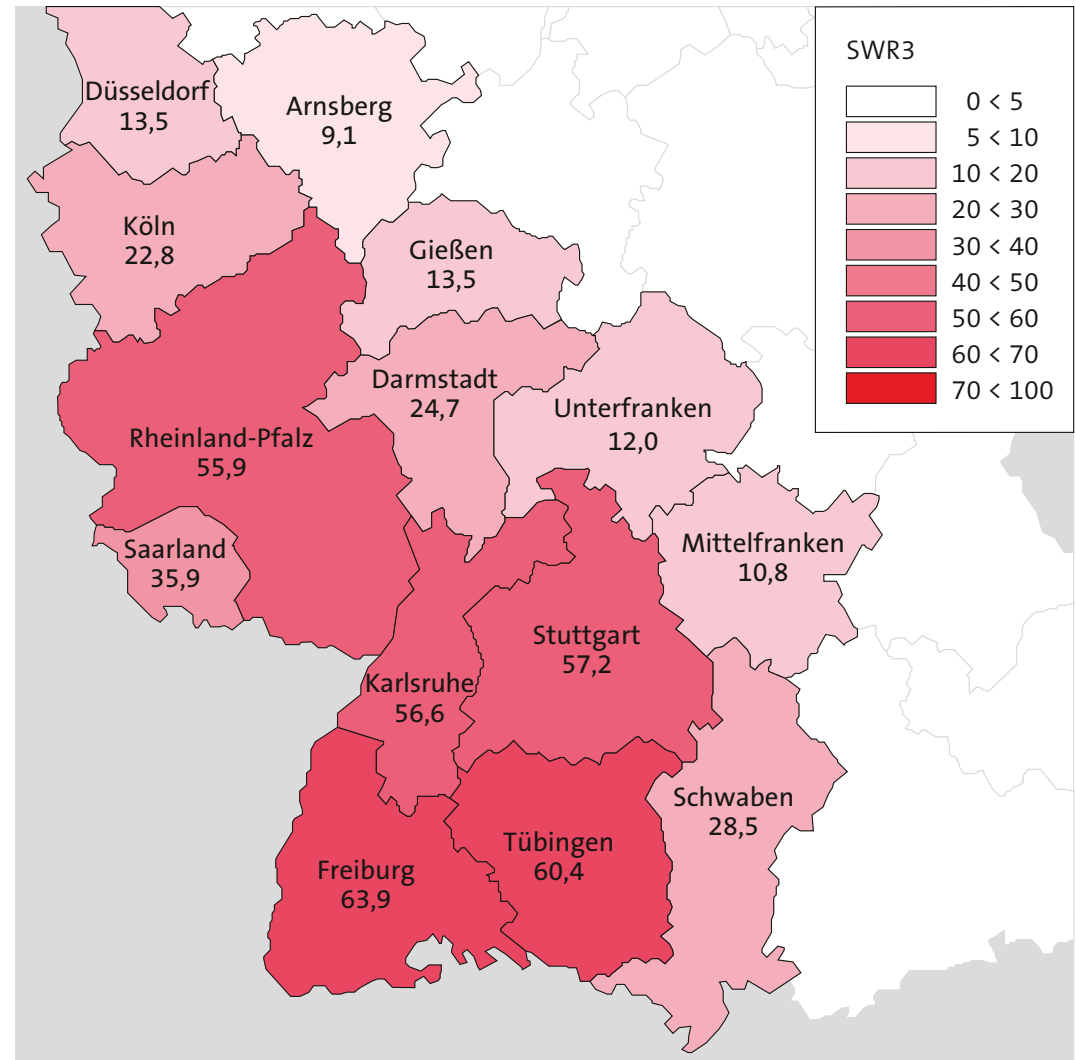 SWR3
0 < 5
5 < 10
10 < 20
20 < 30
30 < 40
40 < 50
50 < 60
60 < 70
70 < 100
Düsseldorf
13,5
Arnsberg
9,1
Köln
22,8
Gießen
13,5
Darmstadt
24,7
Unterfranken
12,0
Rheinland-Pfalz
55,9
Saarland
35,9
Mittelfranken
10,8
Stuttgart
57,2
Karlsruhe
56,6
Schwaben
28,5
Tübingen
60,4
Freiburg
63,9